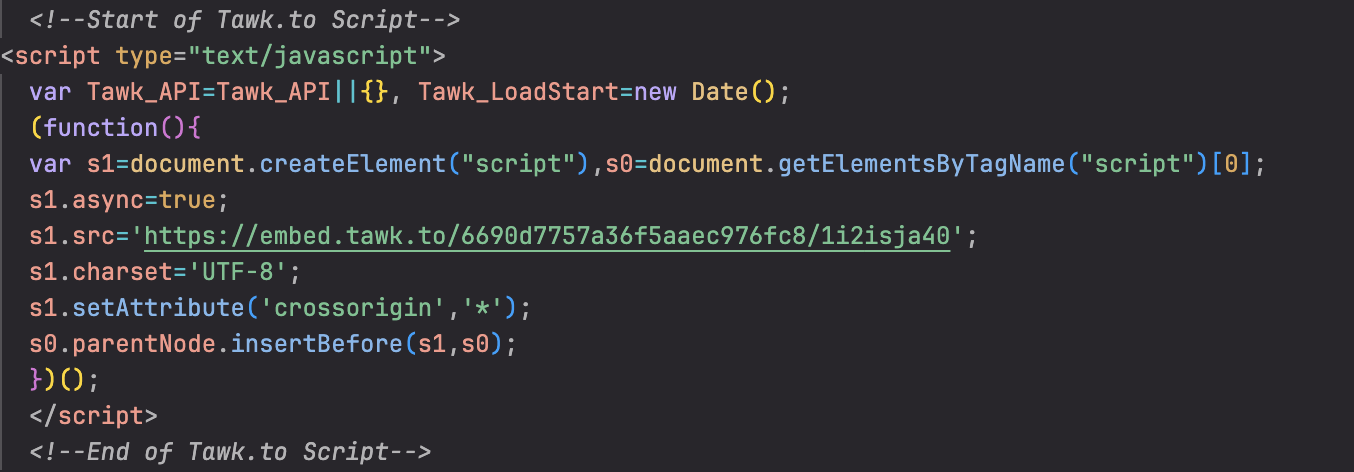 <!--Start of Tawk.to Script-->
<script type="text/javascript">
var Tawk_API=Tawk_API||{}, Tawk_LoadStart=new Date();
(function(){
var s1=document.createElement("script"),s0=document.getElementsByTagName("script")[0];
s1.async=true;
s1.src='https://embed.tawk.to/6690d7757a36f5aaec976fc8/1i2isja40';
s1.charset='UTF-8';
s1.setAttribute('crossorigin','*');
s0.parentNode.insertBefore(s1,s0);
})();
</script>
<!--End of Tawk.to Script-->